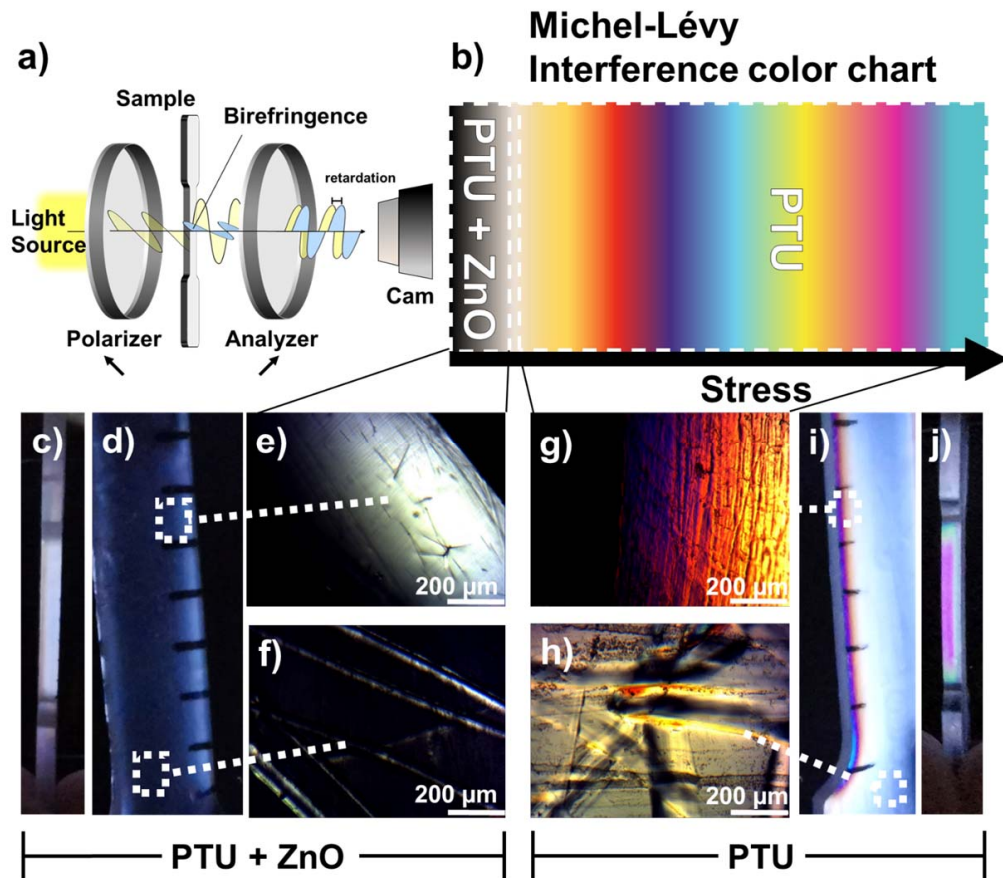 a)
Sample
Birefringence
retardation
Light
Source
Cam
Polarizer
Analyzer
Michel-Lévy
b) Interference color chart
PTU + ZnO
PTU
Stress
c)
d)
e)
200 µm
f)
200 µm
g)
200 µm
h)
200 µm
i)
j)
PTU + ZnO
PTU